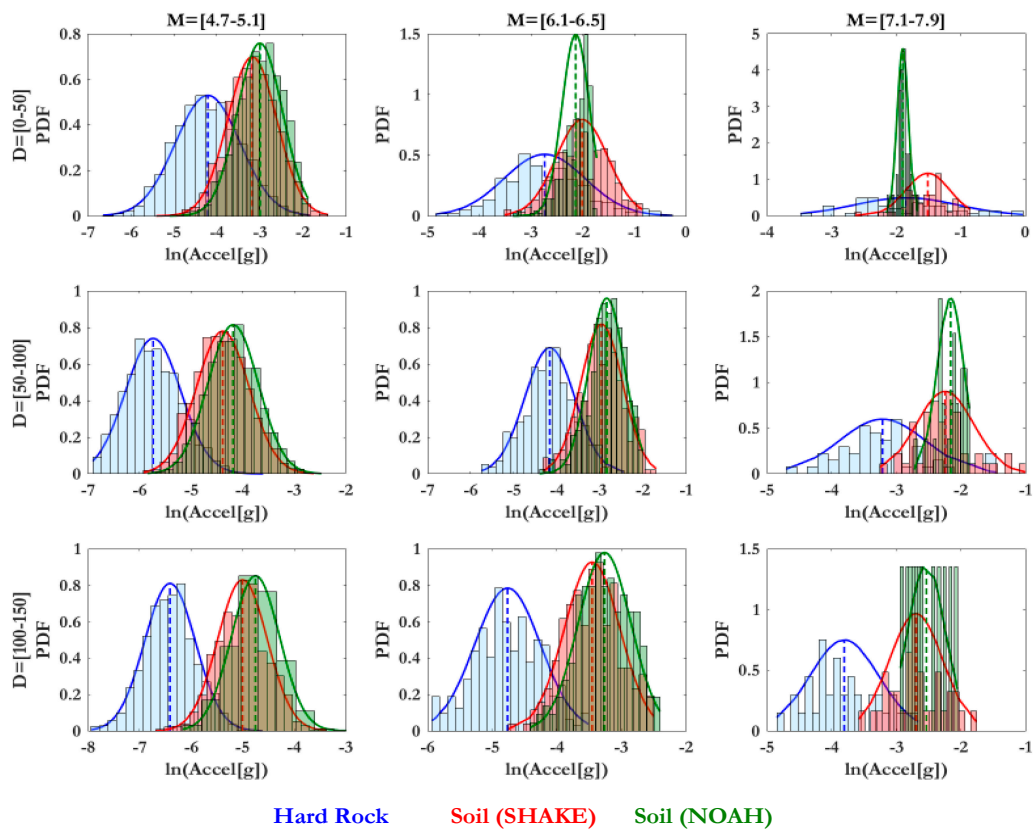 M=[4.7-5.1] M=[6.1-6.5] M=[7.1-7.9]
D=[0-50]
PDF
0.8
0.6
0.4
0.2
0
-7 -6 -5 -4 -3 -2 -1
ln(Accel[g])
PDF
1.5
1
0.5
0
-5 -4 -3 -2 -1 0
ln(Accel[g])
PDF
5
4
3
2
1
0
-4 -3 -2 -1 0
ln(Accel[g])
D=[50-100]
PDF
1
0.8
0.6
0.4
0.2
0
-7 -6 -5 -4 -3 -2
ln(Accel[g])
PDF
1
0.8
0.6
0.4
0.2
0
-6 -5 -4 -3 -2 -1
ln(Accel[g])
PDF
2
1.5
1
0.5
0
-5 -4 -3 -2 -1
ln(Accel[g])
D=[100-150]
PDF
1
0.8
0.6
0.4
0.2
0
-8 -7 -6 -5 -4 -3
ln(Accel[g])
PDF
1
0.8
0.6
0.4
0.2
0
-6 -5 -4 -3 -2
ln(Accel[g])
PDF
1.5
1
0.5
0
-5 -4 -3 -2 -1
ln(Accel[g])
Hard Rock Soil (SHAKE) Soil (NOAH)